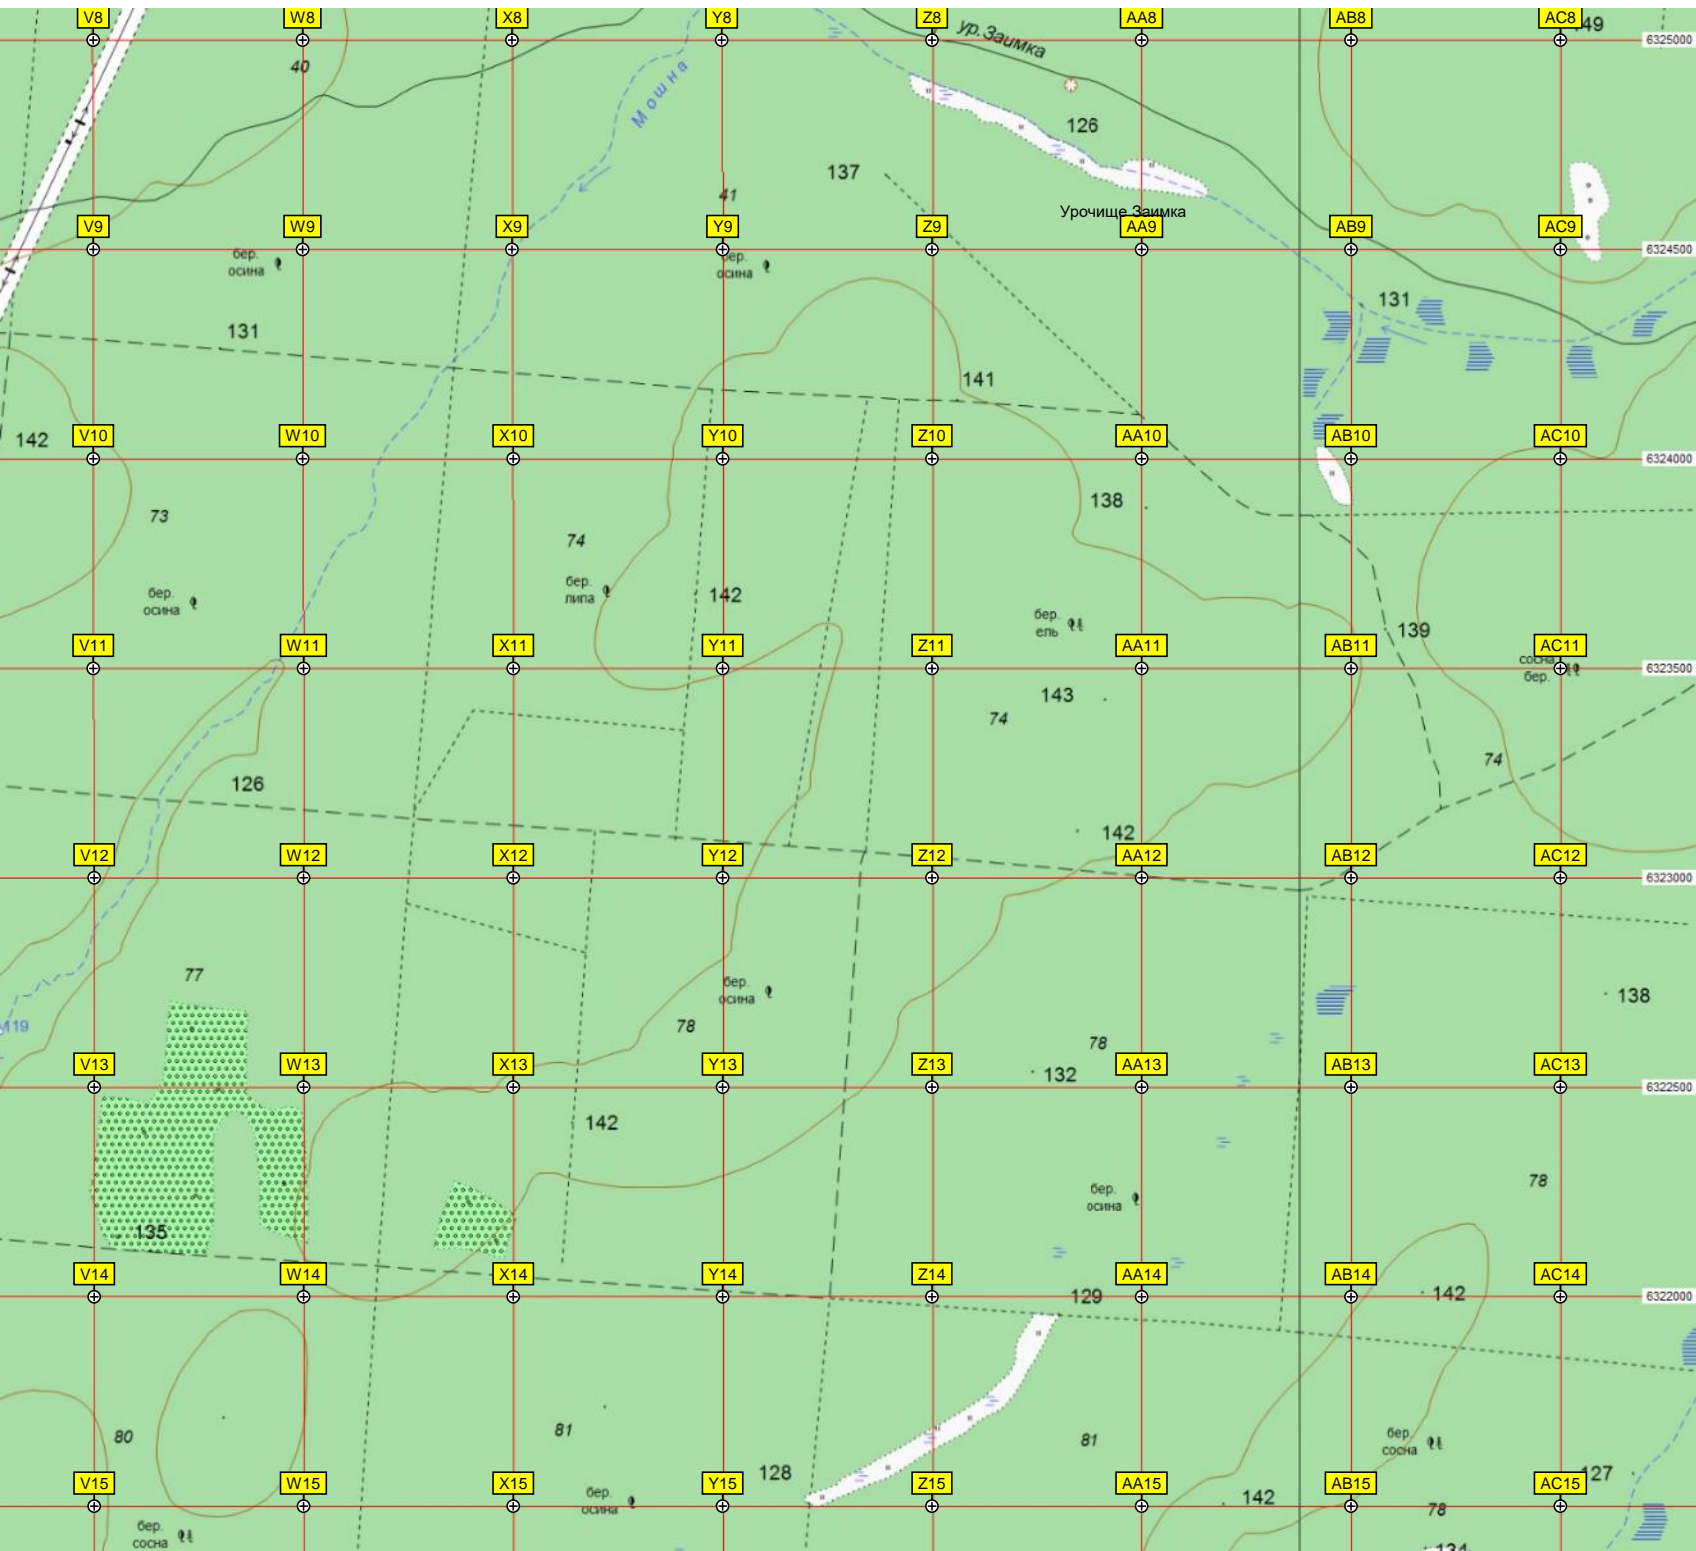 V8 W8 X8 Y8 Z8 AA8 AB8 AC8 49
ур.Заимка
6325000
40
Мошна
126
137
41
Урочище Заимка
V9 W9 X9 Y9 Z9 AA9 AB9 AC9
6324500
бер.
осина
бер.
осина
131
131
141
142
V10 W10 X10 Y10 Z10 AA10 AB10 AC10
6324000
138
73
74
бер.
липа
142
бер.
осина
бер.
ель
139
V11 W11 X11 Y11 Z11 AA11 AB11 AC11
6323500
сосна
бер.
143
74
74
126
142
V12 W12 X12 Y12 Z12 AA12 AB12 AC12
6323000
77
бер.
осина
138
119
78
78
V13 W13 X13 Y13 Z13 AA13 AB13 AC13
132
6322500
142
78
бер.
осина
135
V14 W14 X14 Y14 Z14 AA14 AB14 AC14
129
142
6322000
80
81
81
бер.
сосна
128
127
V15 W15 X15 Y15 Z15 AA15 AB15 AC15
бер.
осина
142
78
бер.
сосна
134